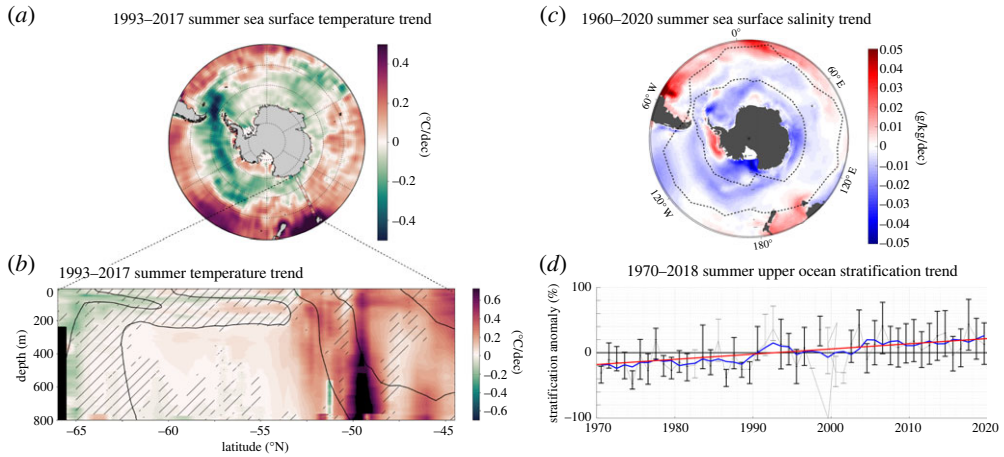 (a) 1993–2017 summer sea surface temperature trend
0.4
0.2
0
−0.2
−0.4
(°C/dec)
(c) 1960–2020 summer sea surface salinity trend
0°
60° E
120° E
180°
120° W
60° W
0.05
0.04
0.03
0.02
0.01
0
−0.01
−0.02
−0.03
−0.04
−0.05
(g/kg/dec)
(b) 1993–2017 summer temperature trend
0
200
400
600
800
depth (m)
−65 −60 −55 −50 −45
latitude (°N)
0.6
0.4
0.2
0
−0.2
−0.4
−0.6
(°C/dec)
(d) 1970–2018 summer upper ocean stratification trend
100
0
−100
stratification anomaly (%)
1970 1980 1990 2000 2010 2020